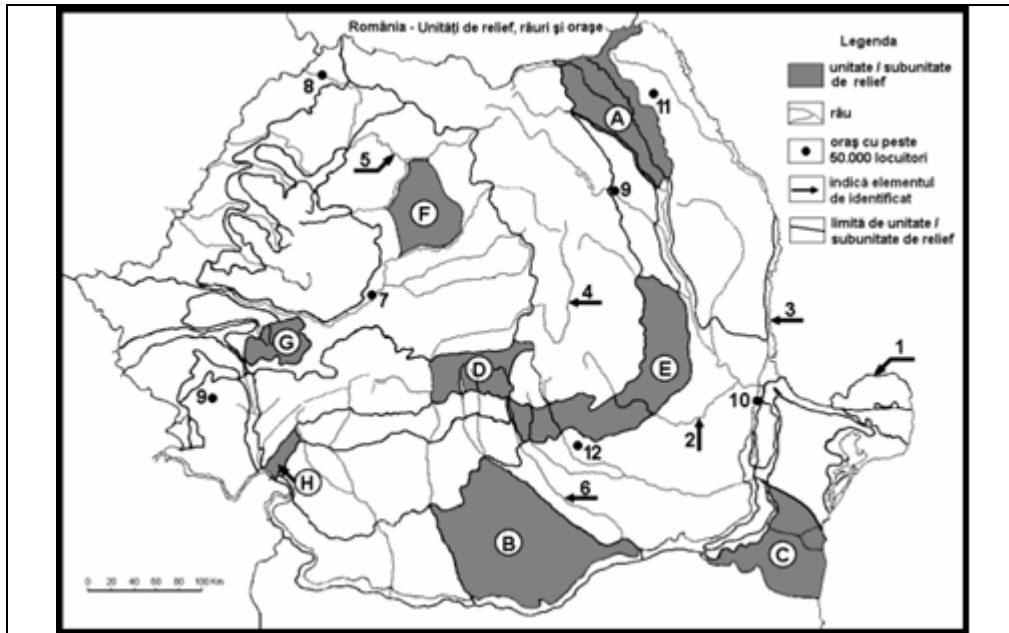 România - Unități de relief, râuri și orașe
Legenda
unitate / subunitate
de relief
râu
oraș cu peste
50.000 locuitori
indică elementul
de identificat
limită de unitate /
subunitate de relief
8
A
11
5
F
9
7
4
3
1
G
D
E
9
10
2
H
12
6
B
C
0 20 40 60 80 100 Km